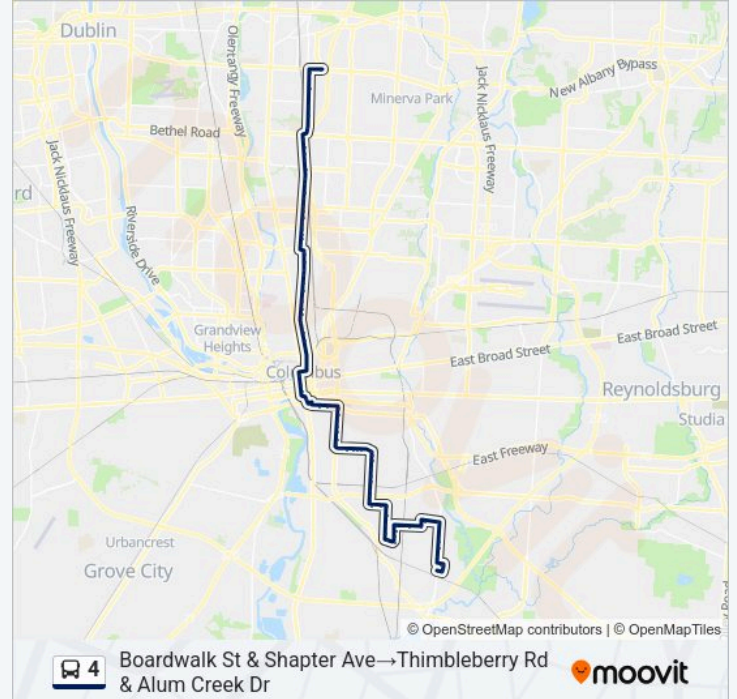 Dublin
Olentangy Freeway
Jack Nicklaus Freeway
New Albany Bypass
Minerva Park
Bethel Road
Jack Nicklaus Freeway
rd
Riverside Drive
Grandview
Heights
East Broad Street
East Broad Street
Columbus
Reynoldsburg
Studia
East Freeway
Urbancrest
Grove City
Road
© OpenStreetMap contributors | © OpenMapTiles
4
Boardwalk St & Shapter Ave→Thimbleberry Rd
& Alum Creek Dr
moovit